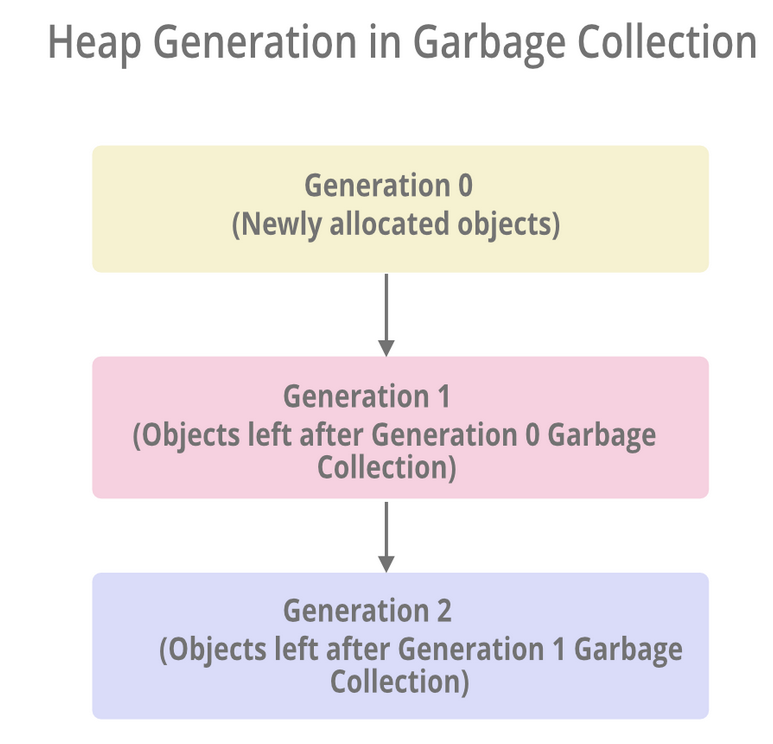 Heap Generation in Garbage Collection
Generation 0
(Newly allocated objects)
Generation 1
(Objects left after Generation 0 Garbage
Collection)
Generation 2
(Objects left after Generation 1 Garbage
Collection)